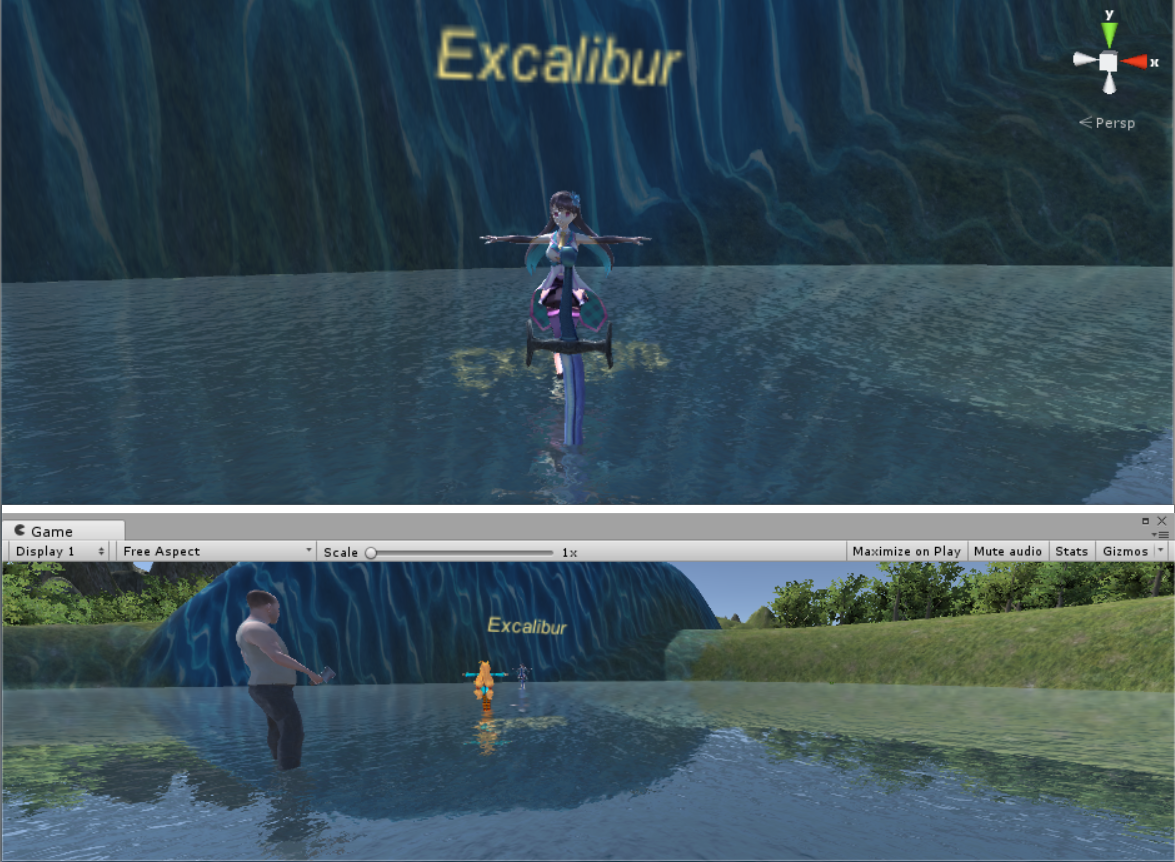 Excalibur
y
x
Persp
Game
Display 1
Free Aspect
Scale
1x
Maximize on Play
Mute audio
Stats
Gizmos
Excalibur